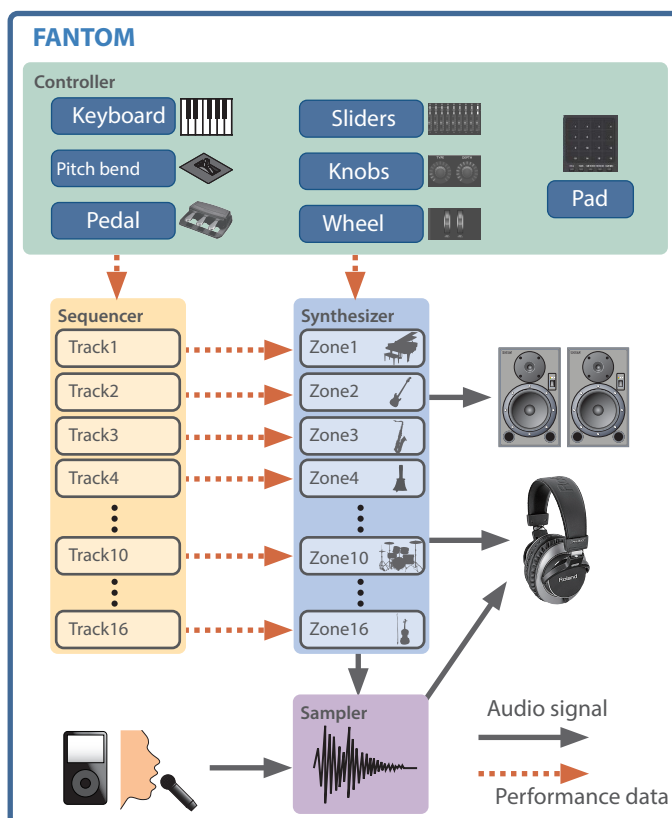 FANTOM
Controller
Keyboard
Sliders
Pitch bend
Knobs
Pad
Pedal
Wheel
Sequencer
Synthesizer
Track1
Zone1
Track2
Zone2
Track3
Zone3
Track4
Zone4
Track10
Zone10
Track16
Zone16
Roland
Sampler
Audio signal
Performance data